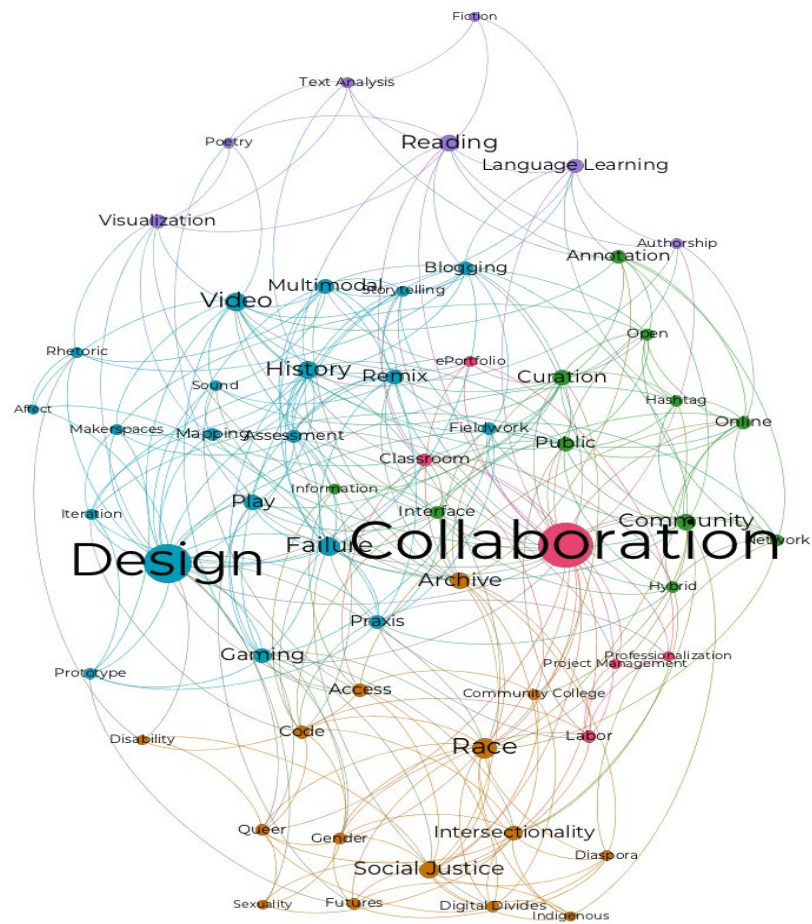 Fiction
Text Analysis
Poetry
Reading
Language Learning
Visualization
Authorship
Annotation
Blogging
Multimodal
Storytelling
Video
Open
Rhetoric
ePortfolio
History
Remix
Curation
Sound
Hashtag
Affect
Online
Makerspaces
Mapping
Assessment
Fieldwork
Public
Classroom
Information
Play
Interface
Iteration
Community
Network
Collaboration
Failure
Design
Archive
Hybrid
Praxis
Gaming
Professionalization
Project Management
Prototype
Access
Community College
Code
Disability
Labor
Race
Queer
Gender
Intersectionality
Diaspora
Social Justice
Sexuality
Futures
Digital Divides
Indigenous